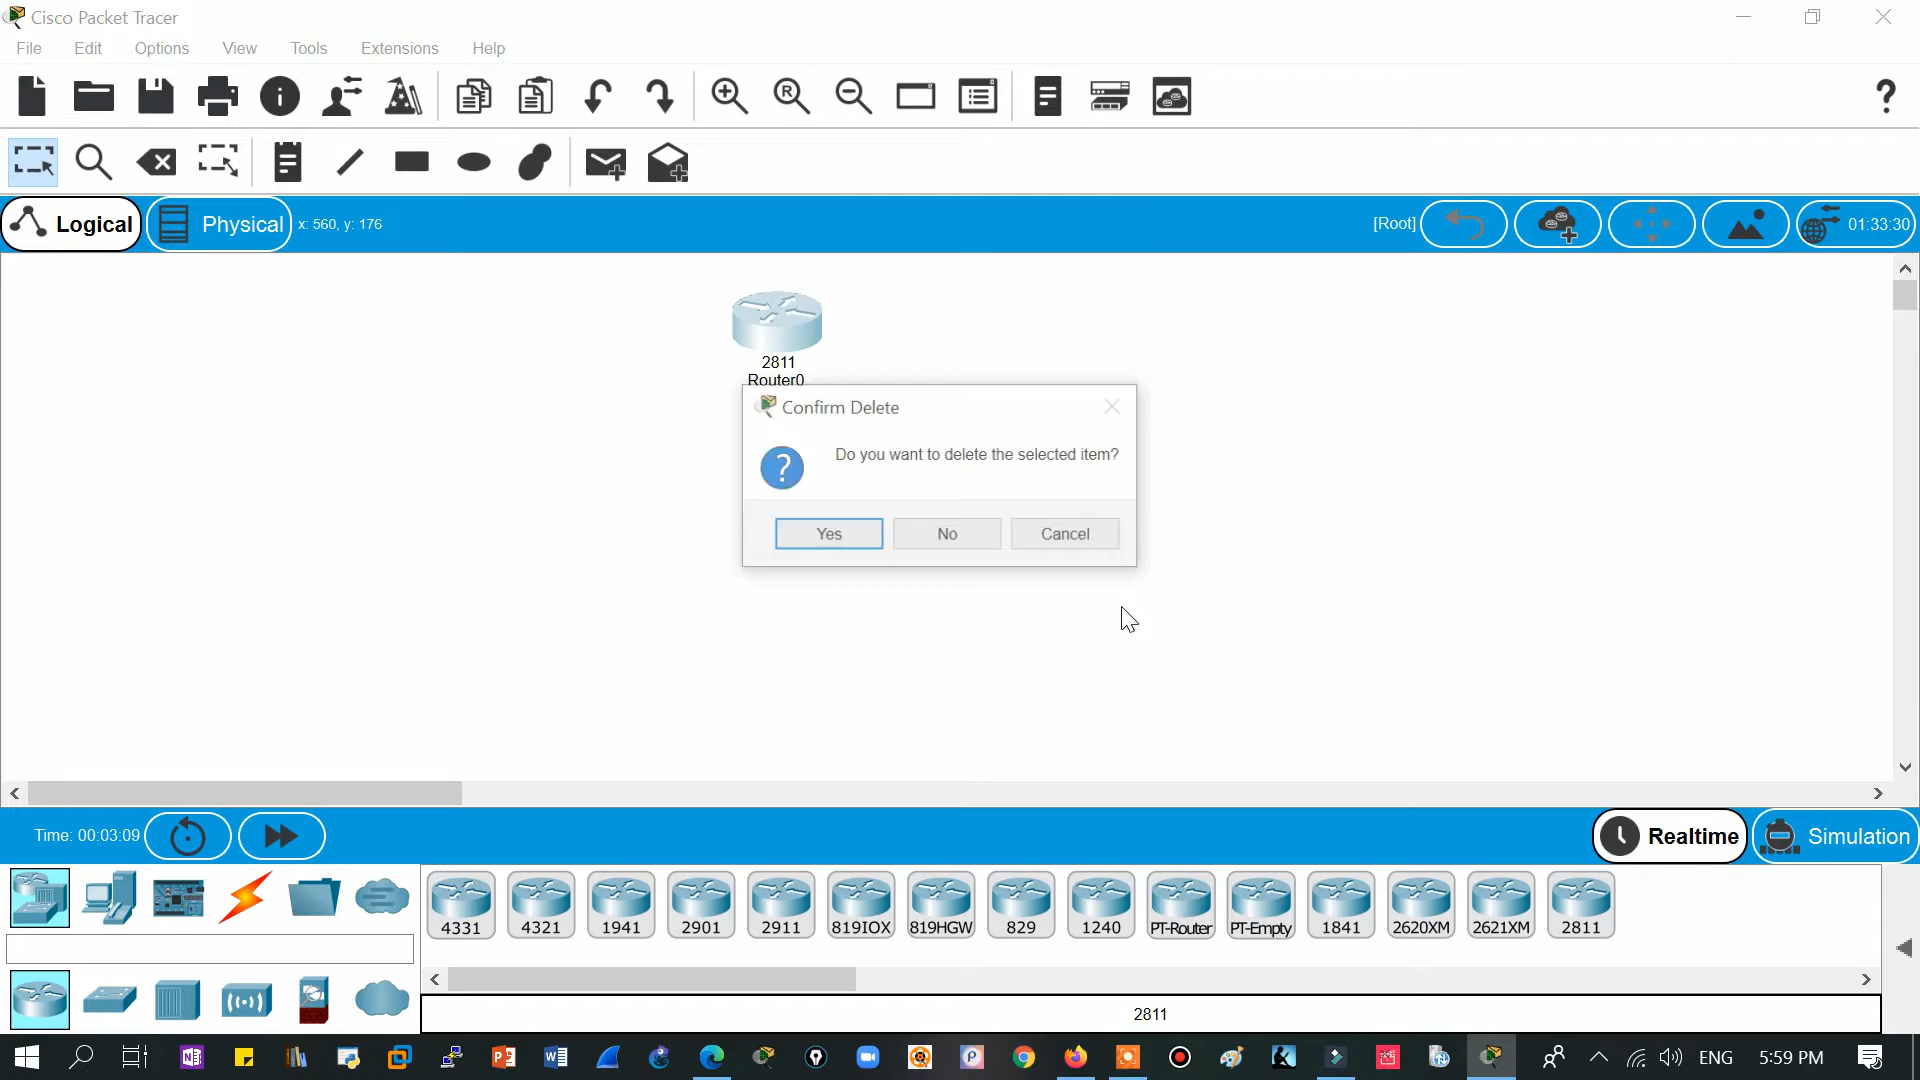 Cisco Packet Tracer
File Edit Options View Tools Extensions Help
Logical Physical x: 560, y: 176 [Root] 01:33:30
2811
Router0
Confirm Delete
Do you want to delete the selected item?
Yes No Cancel
Time: 00:03:09 Realtime Simulation
4331 4321 1941 2901 2911 819IOX 819HGW 829 1240 PT-Router PT-Empty 1841 2620XM 2621XM 2811
2811
ENG 5:59 PM